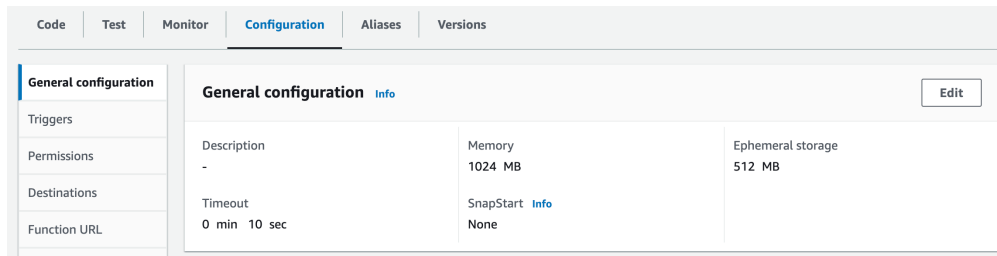 Code Test Monitor Configuration Aliases Versions
General configuration
Triggers
Permissions
Destinations
Function URL
General configuration Info
Edit
Description
-
Memory
1024 MB
Ephemeral storage
512 MB
Timeout
0 min 10 sec
SnapStart Info
None